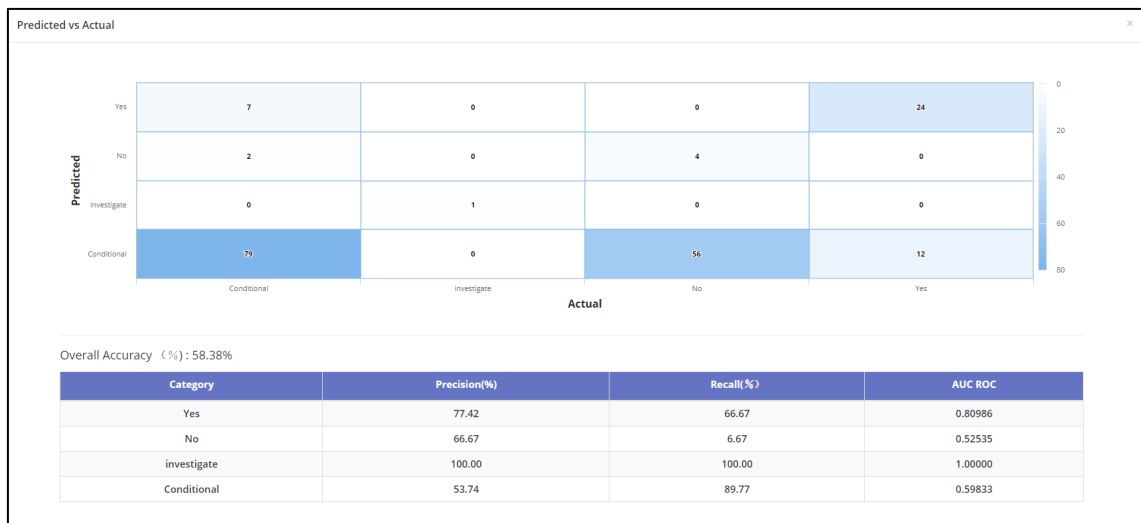 Predicted vs Actual
×
Yes 7 0 0 24
No 2 0 4 0
investigate 0 1 0 0
Conditional 79 0 56 12
Predicted
Conditional investigate No Yes
Actual
0
20
40
60
80
Overall Accuracy （%）: 58.38%
Category Precision(%) Recall(%） AUC ROC
Yes 77.42 66.67 0.80986
No 66.67 6.67 0.52535
investigate 100.00 100.00 1.00000
Conditional 53.74 89.77 0.59833